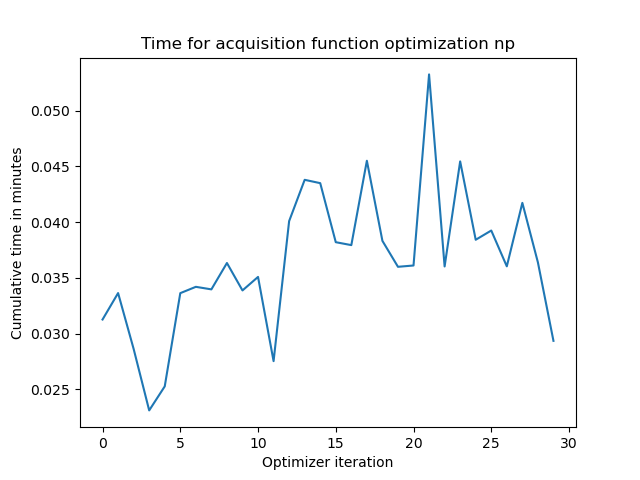 Time for acquisition function optimization np
Cumulative time in minutes
0.050
0.045
0.040
0.035
0.030
0.025
0 5 10 15 20 25 30
Optimizer iteration